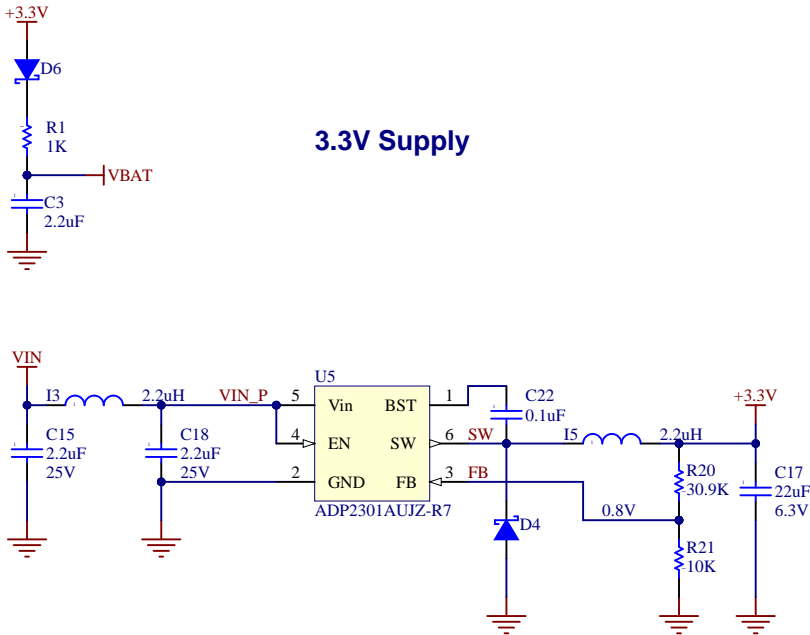 +3.3V
D6
R1
1K
3.3V Supply
VBAT
C3
2.2uF
VIN
I3
2.2uH
VIN_P
U5
5
Vin
BST
1
C22
0.1uF
+3.3V
C15
2.2uF
25V
C18
2.2uF
25V
4
EN
SW
6
SW
I5
2.2uH
2
GND
FB
3
FB
R20
30.9K
C17
22uF
6.3V
ADP2301AUJZ-R7
D4
0.8V
R21
10K